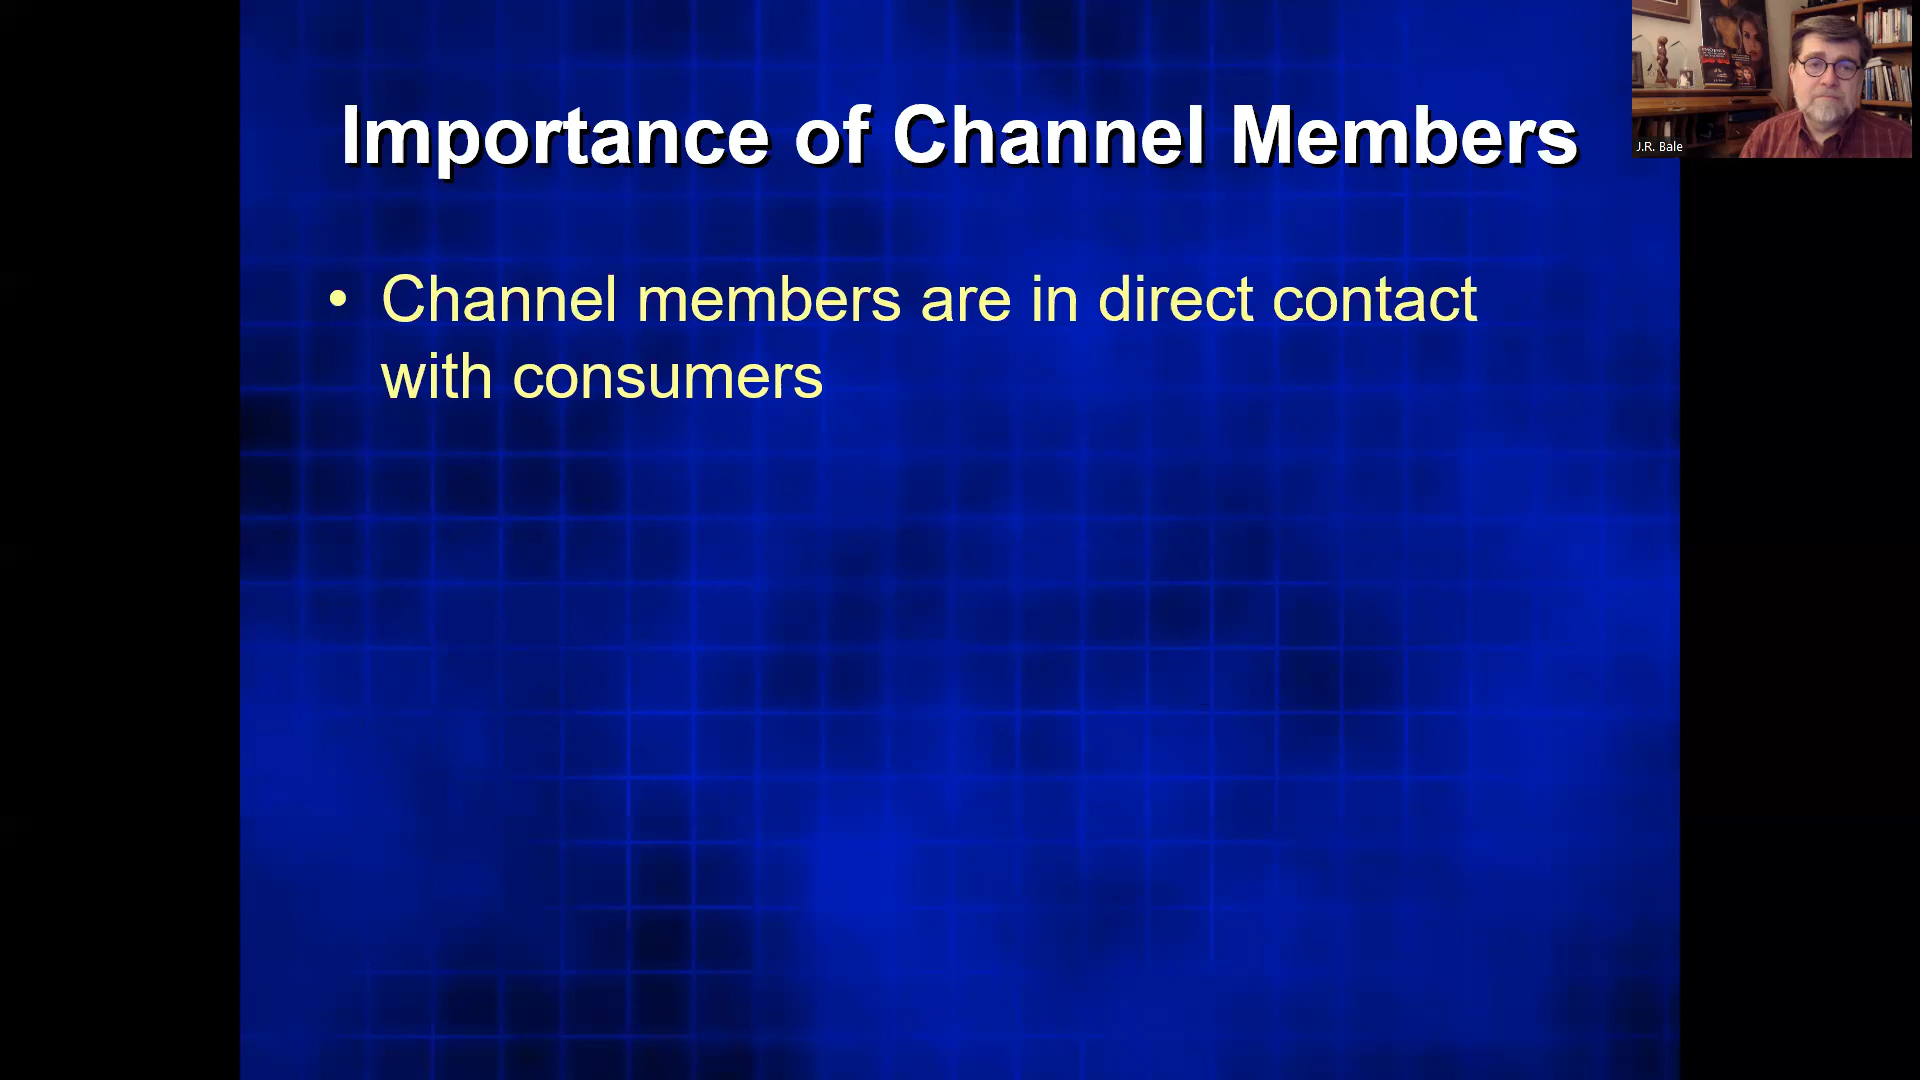 Importance of Channel Members
• Channel members are in direct contact
with consumers
J.R. Bale